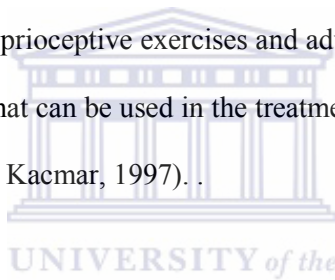 prioceptive exercises and ad
hat can be used in the treatme
Kacmar, 1997). .
UNIVERSITY of the